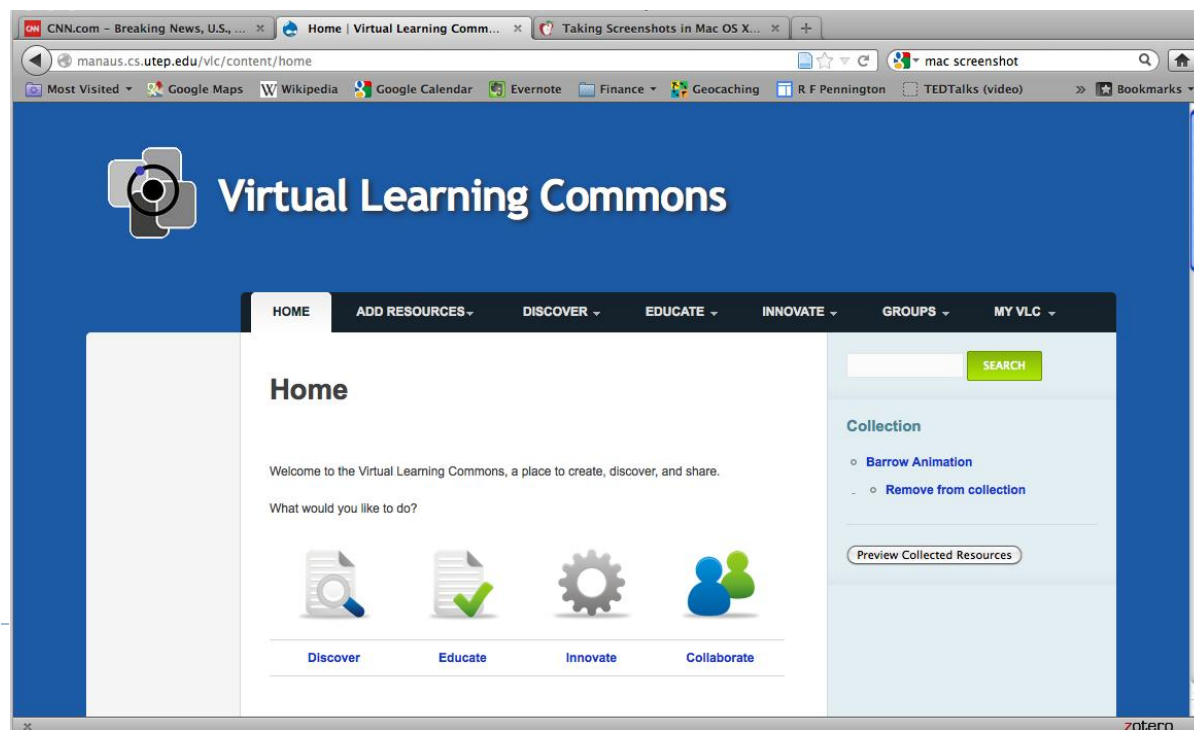 CNN CNN.com – Breaking News, U.S., ... Home | Virtual Learning Comm... Taking Screenshots in Mac OS X...
manaus.cs.utep.edu/vlc/content/home mac screenshot
Most Visited Google Maps W Wikipedia Google Calendar Evernote Finance Geocaching R F Pennington TEDTalks (video) » Bookmarks
Virtual Learning Commons
HOME ADD RESOURCES DISCOVER EDUCATE INNOVATE GROUPS MY VLC
SEARCH
Home
Collection
Barrow Animation
Remove from collection
Welcome to the Virtual Learning Commons, a place to create, discover, and share.
What would you like to do?
Preview Collected Resources
Discover Educate Innovate Collaborate
zotero